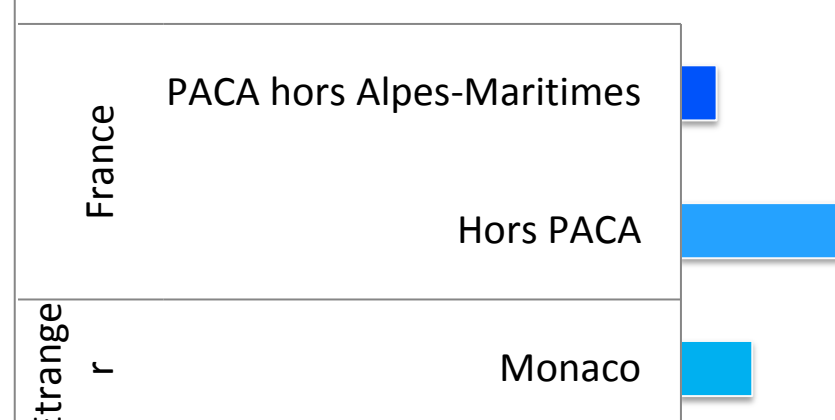 France
PACA hors Alpes-Maritimes
Hors PACA
r
Monaco